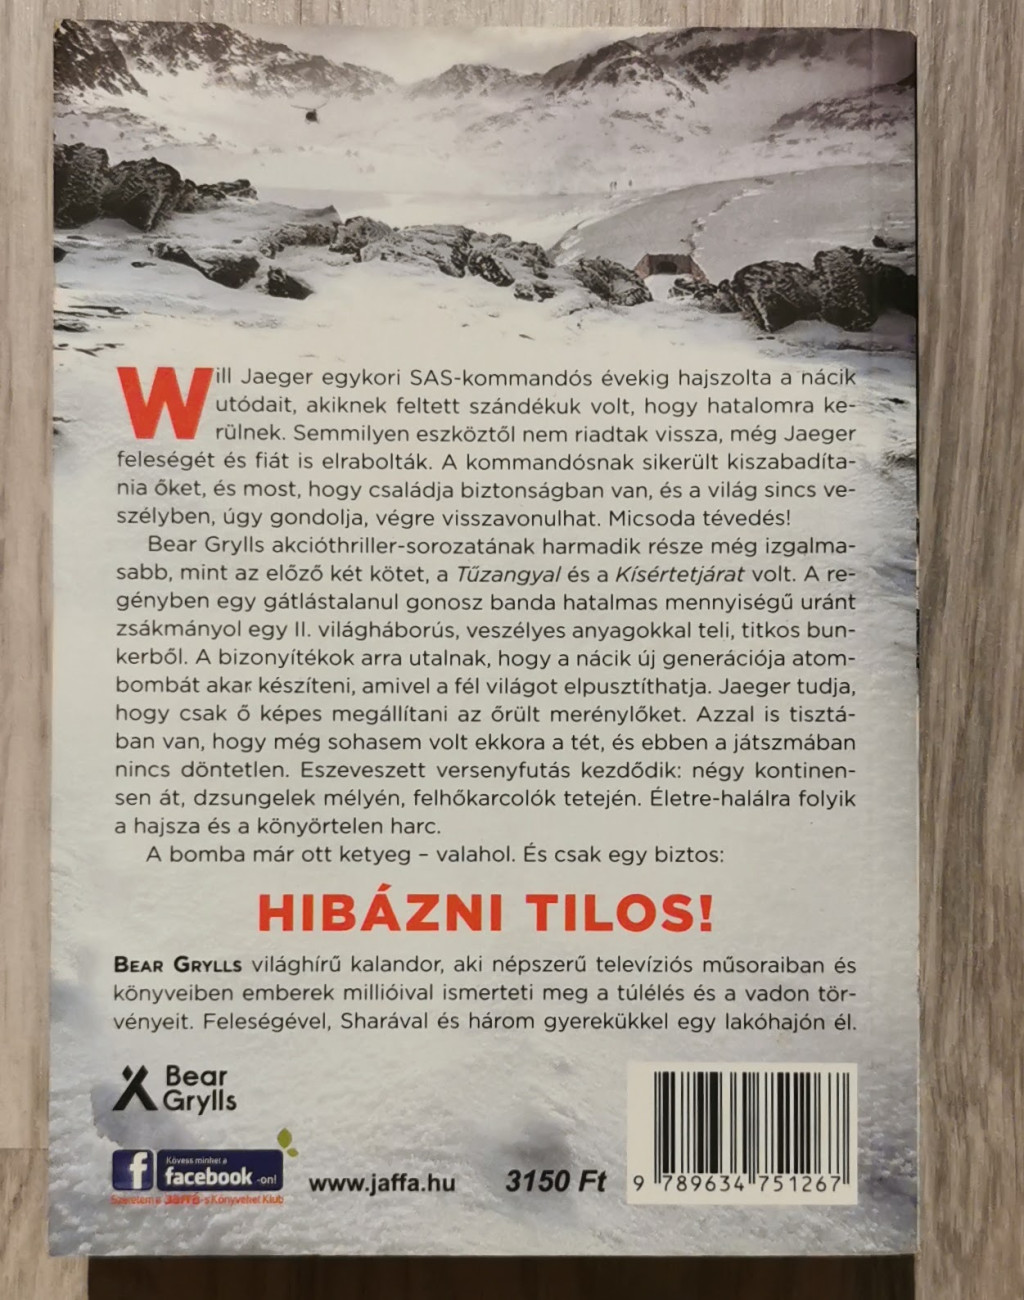 Will Jaeger egykori SAS-kommandós évekig hajszolta a nácik
utódait, akiknek feltett szándékuk volt, hogy hatalomra ke-
rülnek. Semmilyen eszköztől nem riadtak vissza, még Jaeger
feleségét és fiát is elrabolták. A kommandósnak sikerült kiszabadíta-
nia őket, és most, hogy családja biztonságban van, és a világ sincs ve-
szélyben, úgy gondolja, végre visszavonulhat. Micsoda tévedés!
Bear Grylls akcióthriller-sorozatának harmadik része még izgalma-
sabb, mint az előző két kötet, a Tűzangyal és a Kísértetjárat volt. A re-
gényben egy gátlástalanul gonosz banda hatalmas mennyiségű uránt
zsákmányol egy II. világháborús, veszélyes anyagokkal teli, titkos bun-
kerből. A bizonyítékok arra utalnak, hogy a nácik új generációja atom-
bombát akar készíteni, amivel a fél világot elpusztíthatja. Jaeger tudja,
hogy csak ő képes megállítani az őrült merénylőket. Azzal is tisztá-
ban van, hogy még sohasem volt ekkora a tét, és ebben a játszmában
nincs döntetlen. Eszeveszett versenyfutás kezdődik: négy kontinen-
sen át, dzsungelek mélyén, felhőkarcolók tetején. Életre-halálra folyik
a hajsza és a könyörtelen harc.
A bomba már ott ketyeg – valahol. És csak egy biztos:
HIBÁZNI TILOS!
BEAR GRYLLS világhírű kalandor, aki népszerű televíziós műsoraiban és
könyveiben emberek millióival ismerteti meg a túlélés és a vadon tör-
vényeit. Feleségével, Sharával és három gyerekükkel egy lakóhajón él.
Bear
Grylls
Kövess minket a
facebook -on!
Szeretem a Jaffa-s Könyveket Klub
www.jaffa.hu
3150 Ft
9 789634 751267